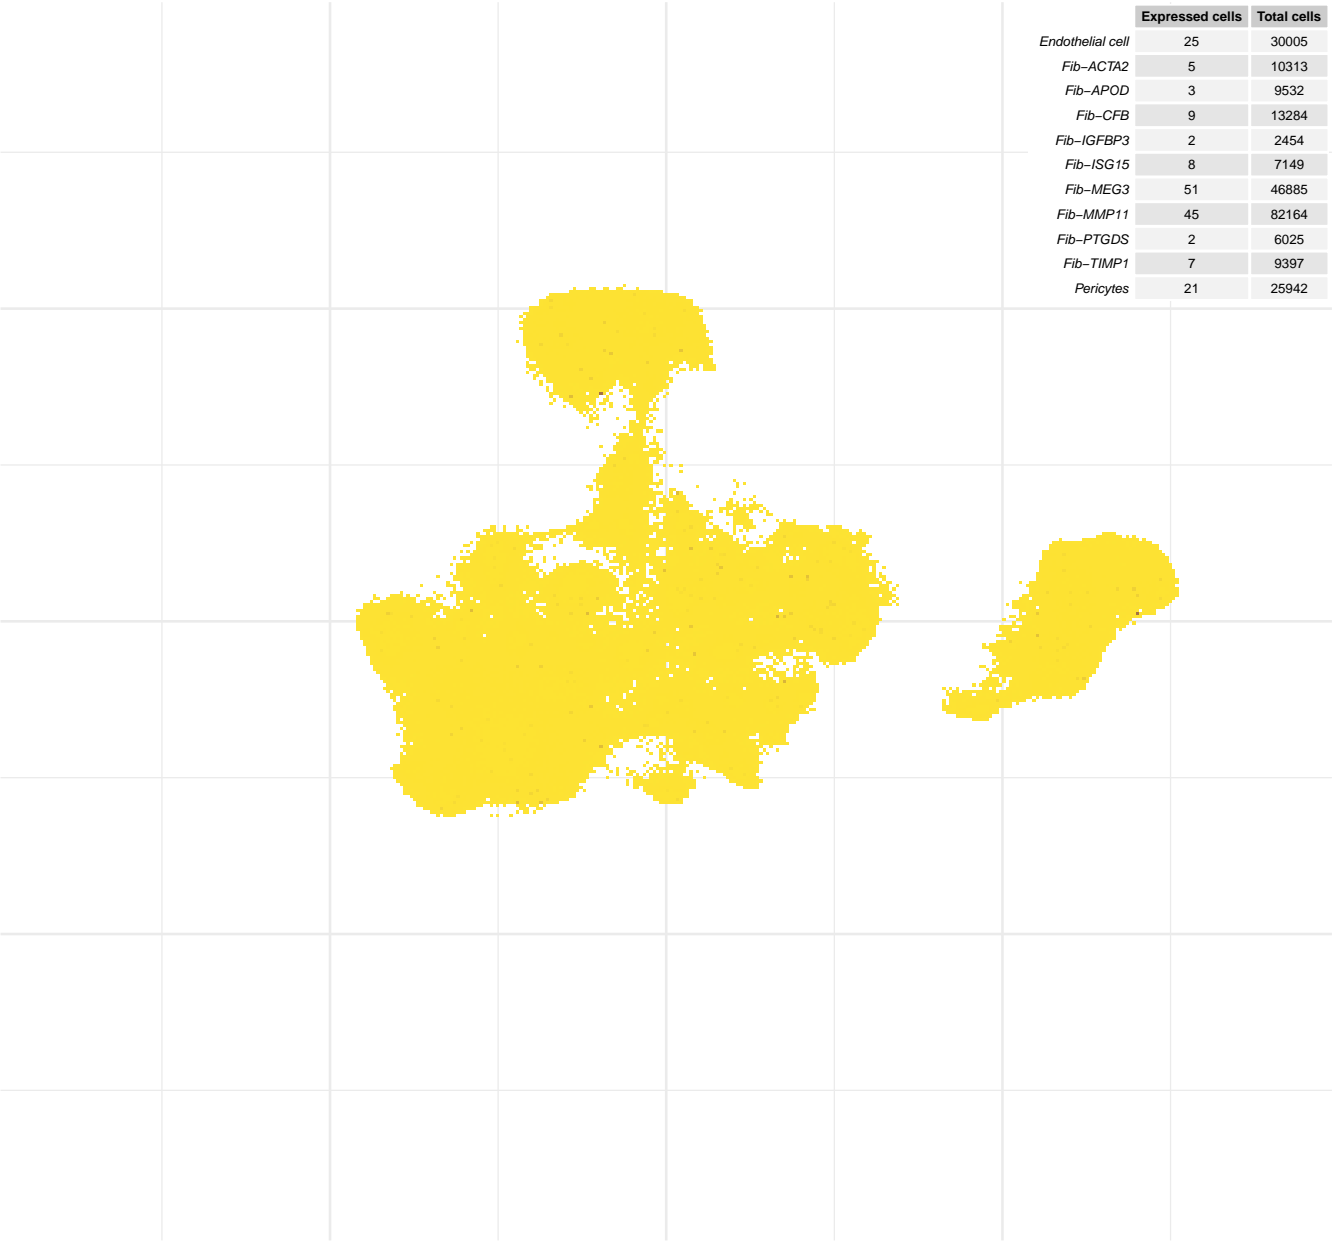 Expressed cells Total cells
Endothelial cell 25 30005
Fib−ACTA2 5 10313
Fib−APOD 3 9532
Fib−CFB 9 13284
Fib−IGFBP3 2 2454
Fib−ISG15 8 7149
Fib−MEG3 51 46885
Fib−MMP11 45 82164
Fib−PTGDS 2 6025
Fib−TIMP1 7 9397
Pericytes 21 25942